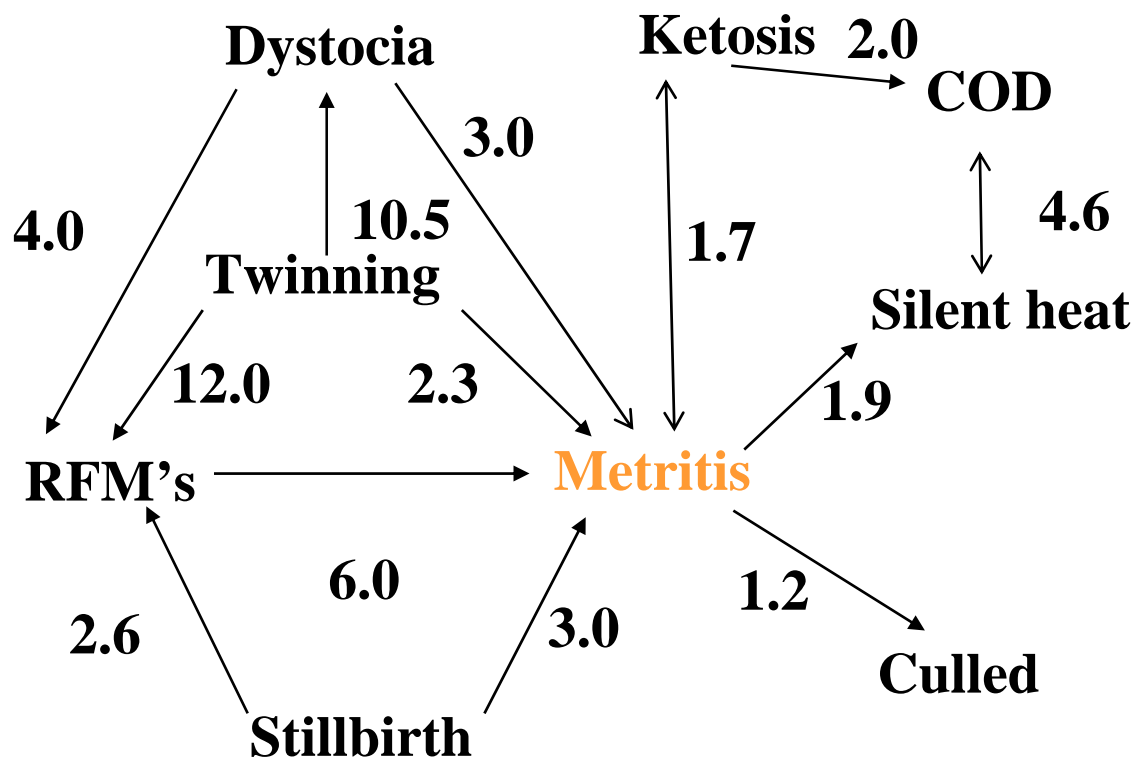 Dystocia
Ketosis
2.0
COD
3.0
4.0
10.5
1.7
4.6
Twinning
Silent heat
12.0
2.3
1.9
RFM’s
Metritis
6.0
1.2
2.6
3.0
Culled
Stillbirth